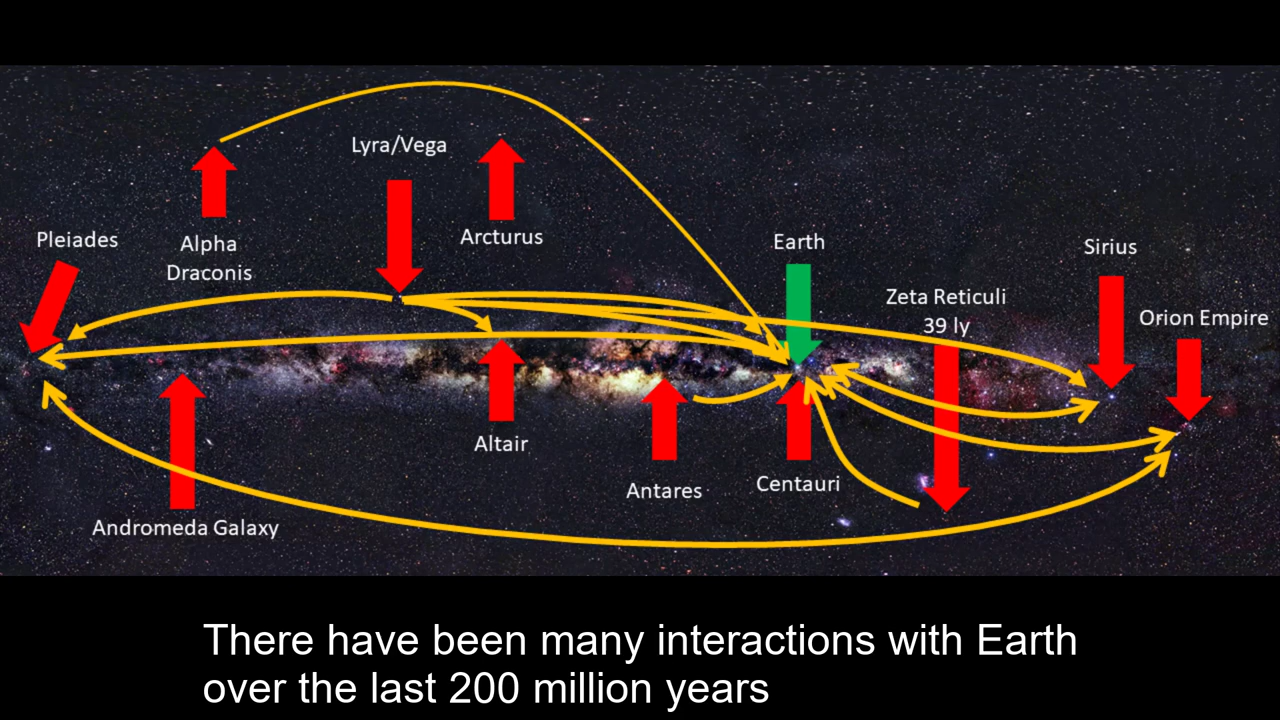 Lyra/Vega
Pleiades
Alpha
Draconis
Arcturus
Earth
Sirius
Zeta Reticuli
39 ly
Orion Empire
Altair
Antares
Centauri
Andromeda Galaxy
There have been many interactions with Earth
over the last 200 million years